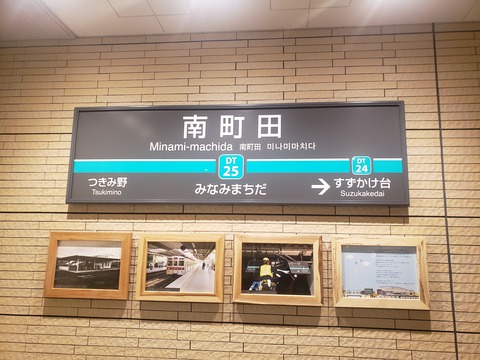 南町田
Minami-machida 南町田 미나미마치다
DT
25
DT
24
つきみ野
Tsukimino
みなみまちだ
→すずかけ台
Suzukakedai